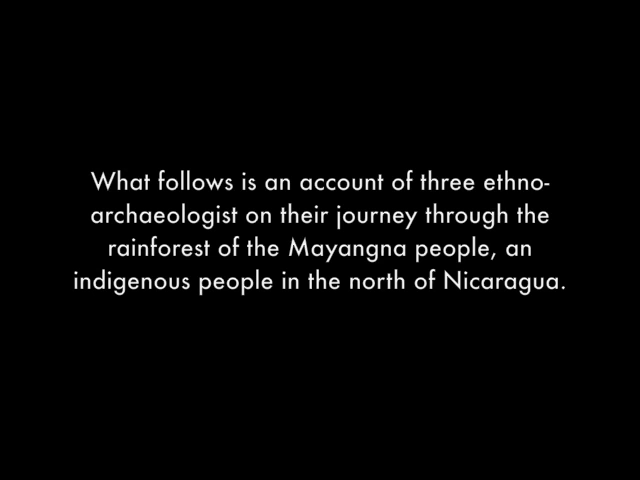 What follows is an account of three ethno-
archaeologist on their journey through the
rainforest of the Mayangna people, an
indigenous people in the north of Nicaragua.